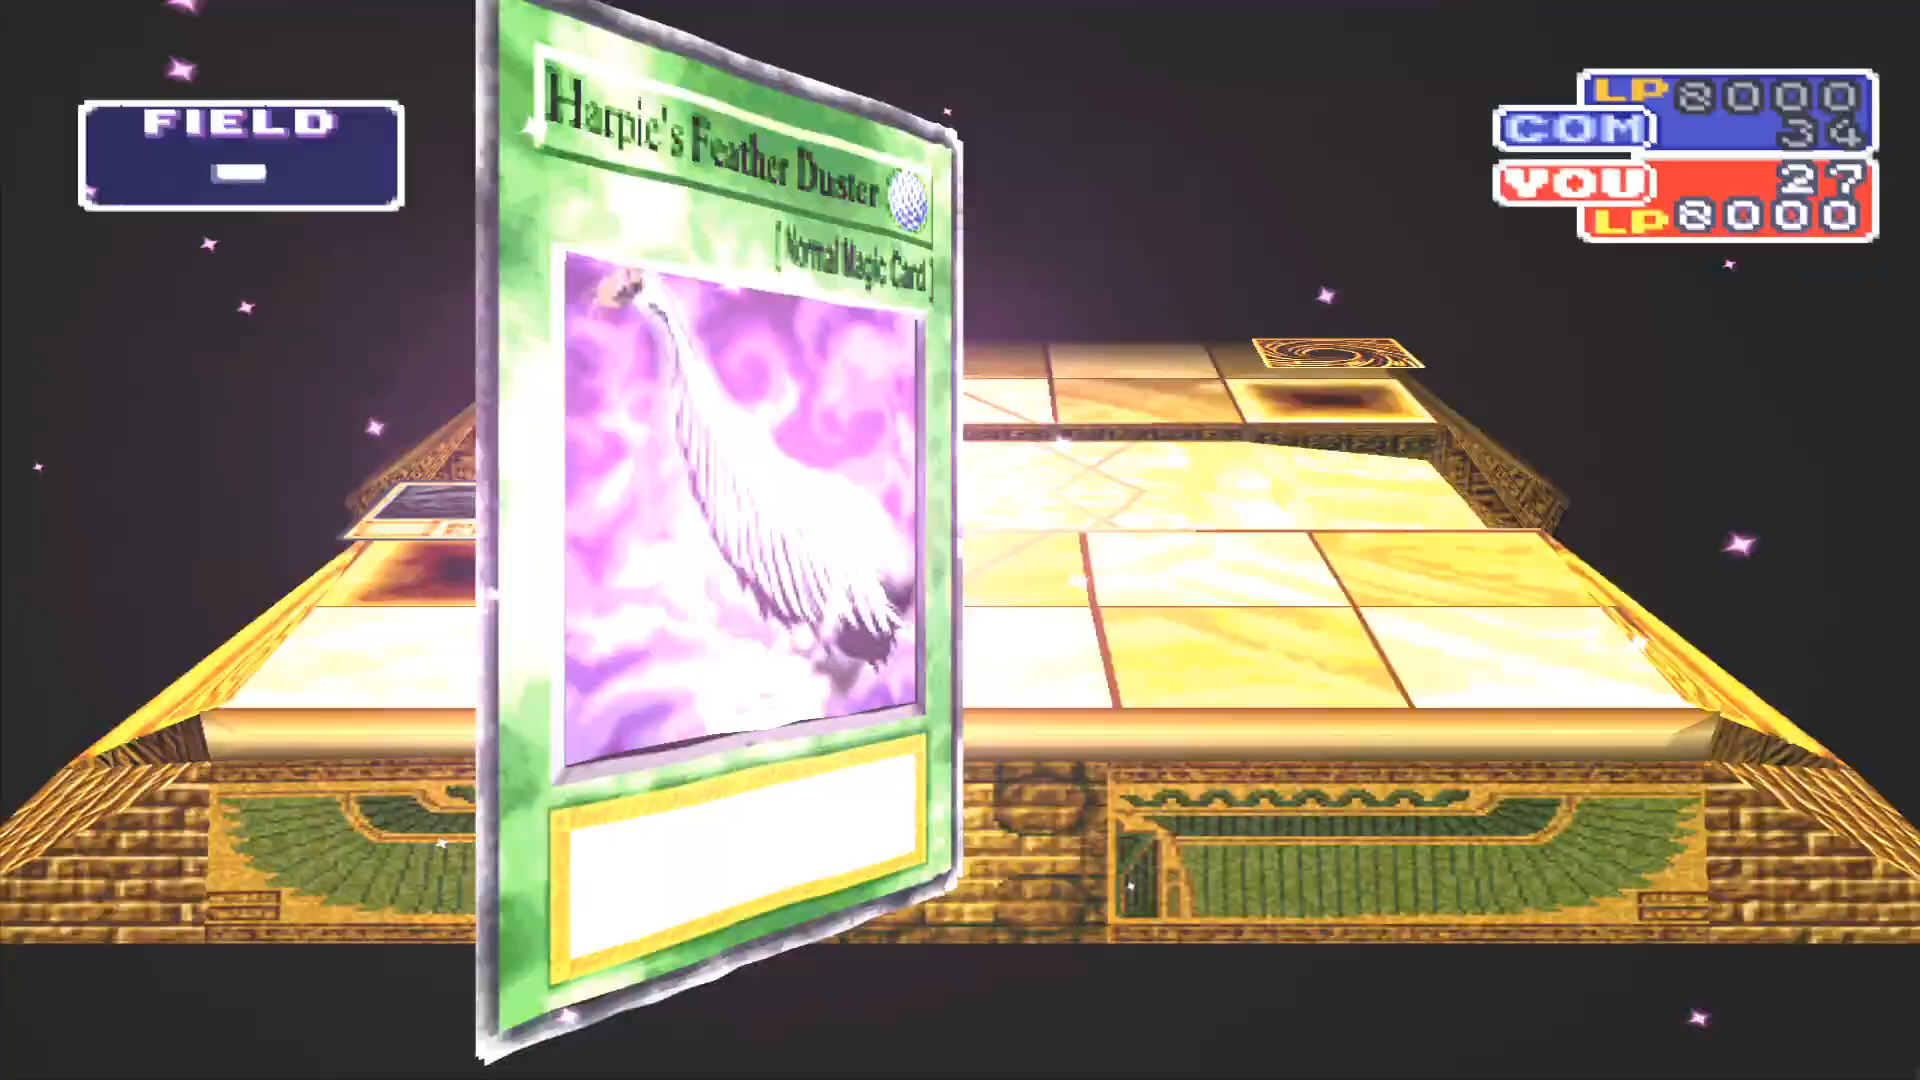 FIELD
LP 8000
COM 34
YOU 27
LP 8000
Harpie's Feather Duster
[Normal Magic Card]